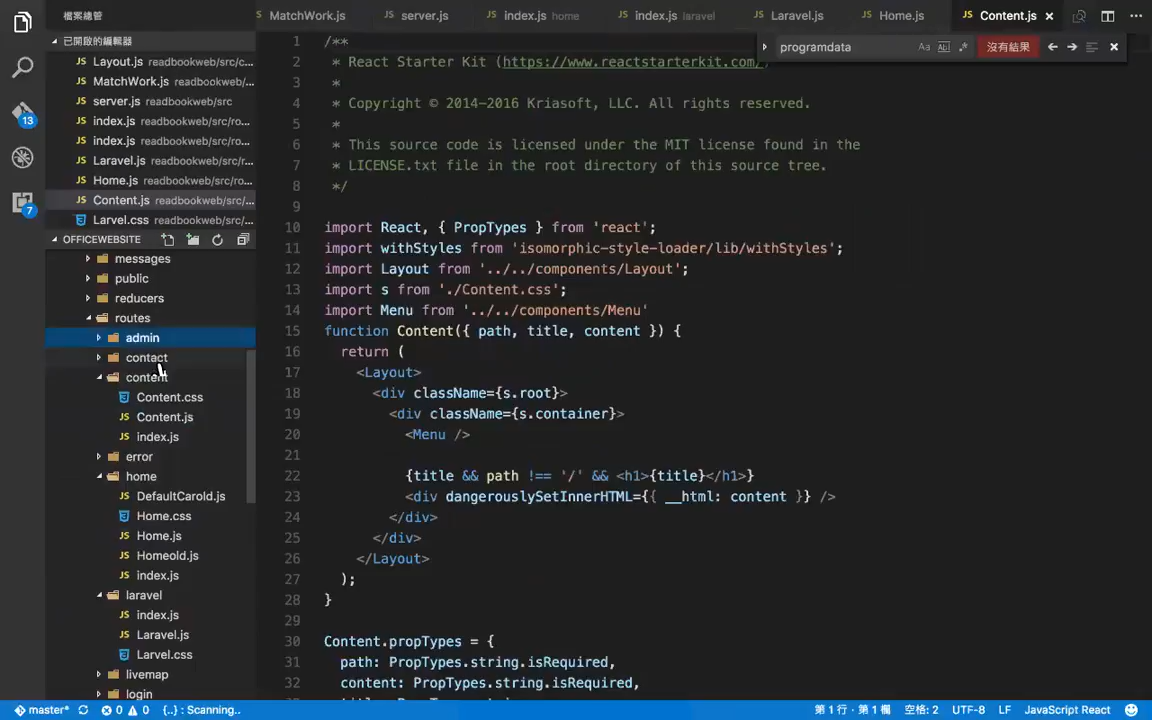 檔案總管
MatchWork.js
server.js
index.js home
index.js laravel
Laravel.js
Home.js
Content.js
已開啟的編輯器
Layout.js readbookweb/src/c...
MatchWork.js readbookweb/...
server.js readbookweb/src
index.js readbookweb/src/ro...
index.js readbookweb/src/ro...
Laravel.js readbookweb/src/...
Home.js readbookweb/src/ro...
Content.js readbookweb/src/...
Larvel.css readbookweb/src/...
13
7
OFFICEWEBSITE
messages
public
reducers
routes
admin
contact
content
Content.css
Content.js
index.js
error
home
DefaultCarold.js
Home.css
Home.js
Homeold.js
index.js
laravel
index.js
Laravel.js
Larvel.css
livemap
login
programdata
Aa
沒有結果
1 /**
2 * React Starter Kit (https://www.reactstarterkit.com/)
3 *
4 * Copyright © 2014-2016 Kriasoft, LLC. All rights reserved.
5 *
6 * This source code is licensed under the MIT license found in the
7 * LICENSE.txt file in the root directory of this source tree.
8 */
9
10 import React, { PropTypes } from 'react';
11 import withStyles from 'isomorphic-style-loader/lib/withStyles';
12 import Layout from '../../components/Layout';
13 import s from './Content.css';
14 import Menu from '../../components/Menu'
15 function Content({ path, title, content }) {
16 return (
17 <Layout>
18 <div className={s.root}>
19 <div className={s.container}>
20 <Menu />
21
22 {title && path !== '/' && <h1>{title}</h1>}
23 <div dangerouslySetInnerHTML={{ __html: content }} />
24 </div>
25 </div>
26 </Layout>
27 );
28 }
29
30 Content.propTypes = {
31 path: PropTypes.string.isRequired,
32 content: PropTypes.string.isRequired,
master*
0
0
{..} : Scanning..
第 1 行，第 1 欄
空格: 2
UTF-8
LF
JavaScript React